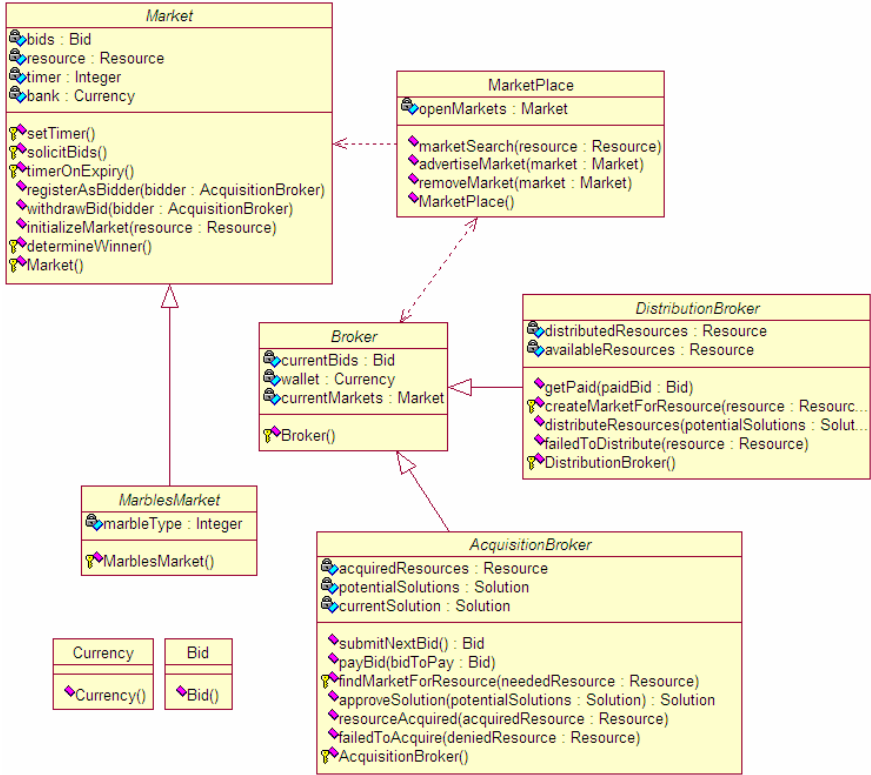 Market
bids : Bid
resource : Resource
timer : Integer
bank : Currency
setTimer()
solicitBids()
timerOnExpiry()
registerAsBidder(bidder : AcquisitionBroker)
withdrawBid(bidder : AcquisitionBroker)
initializeMarket(resource : Resource)
determineWinner()
Market()
MarketPlace
openMarkets : Market
marketSearch(resource : Resource)
advertiseMarket(market : Market)
removeMarket(market : Market)
MarketPlace()
Broker
currentBids : Bid
wallet : Currency
currentMarkets : Market
Broker()
DistributionBroker
distributedResources : Resource
availableResources : Resource
getPaid(paidBid : Bid)
createMarketForResource(resource : Resourc...
distributeResources(potentialSolutions : Solut...
failedToDistribute(resource : Resource)
DistributionBroker()
MarblesMarket
marbleType : Integer
MarblesMarket()
AcquisitionBroker
acquiredResources : Resource
potentialSolutions : Solution
currentSolution : Solution
submitNextBid() : Bid
payBid(bidToPay : Bid)
findMarketForResource(neededResource : Resource)
approveSolution(potentialSolutions : Solution) : Solution
resourceAcquired(acquiredResource : Resource)
failedToAcquire(deniedResource : Resource)
AcquisitionBroker()
Currency
Currency()
Bid
Bid()